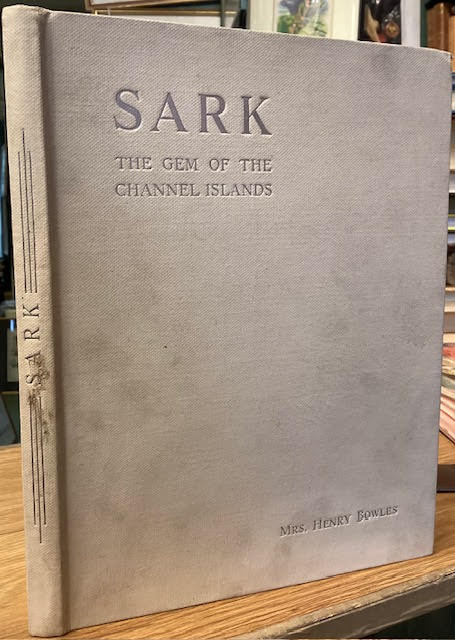 SARK
THE GEM OF THE
CHANNEL ISLANDS
MRS. HENRY BOWLES
SARK